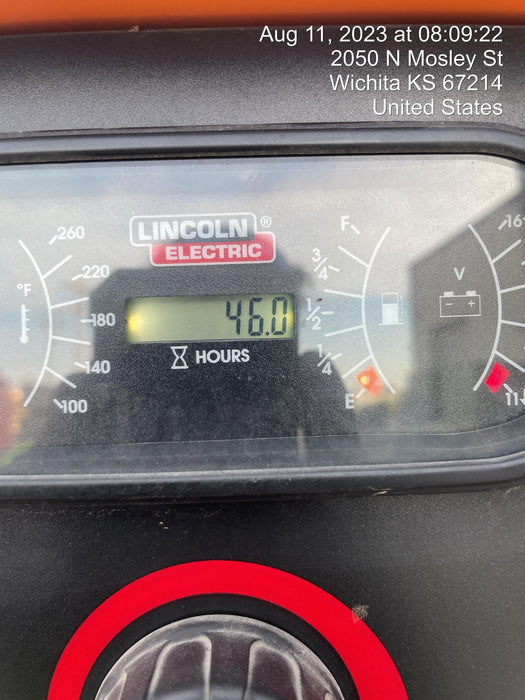 Aug 11, 2023 at 08:09:22
2050 N Mosley St
Wichita KS 67214
United States
LINCOLN ®
ELECTRIC
46.0
HOURS
°F
260
220
180
140
100
F
3/4
1/2
1/4
E
V
16
- +
11